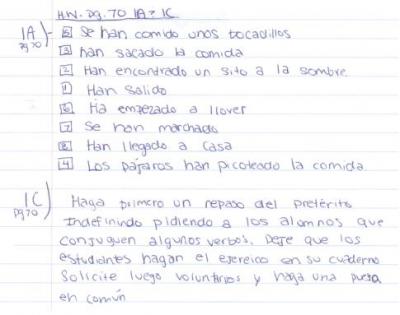 H.W. pg. 70 1A y 1C
1A pg 70) - 5 Se han comido unos bocadillos
3 han sacado la comida
2 Han encontrado un sito a la sombre
1 Han Salido
6 Ha empezado a llover
7 Se han marchado
8 Han llegado a casa
4 Los pájaros han picoteado la comida
1C pg 70) Haga primero un repaso del pretérito
Indefinindo pidiendo a los alumnos que
conjuguen algunos verbos. Deje que los
estudiantes hagan el ejereico en su cuaderno
Solicite luego voluntarios y haga una puesa
en común